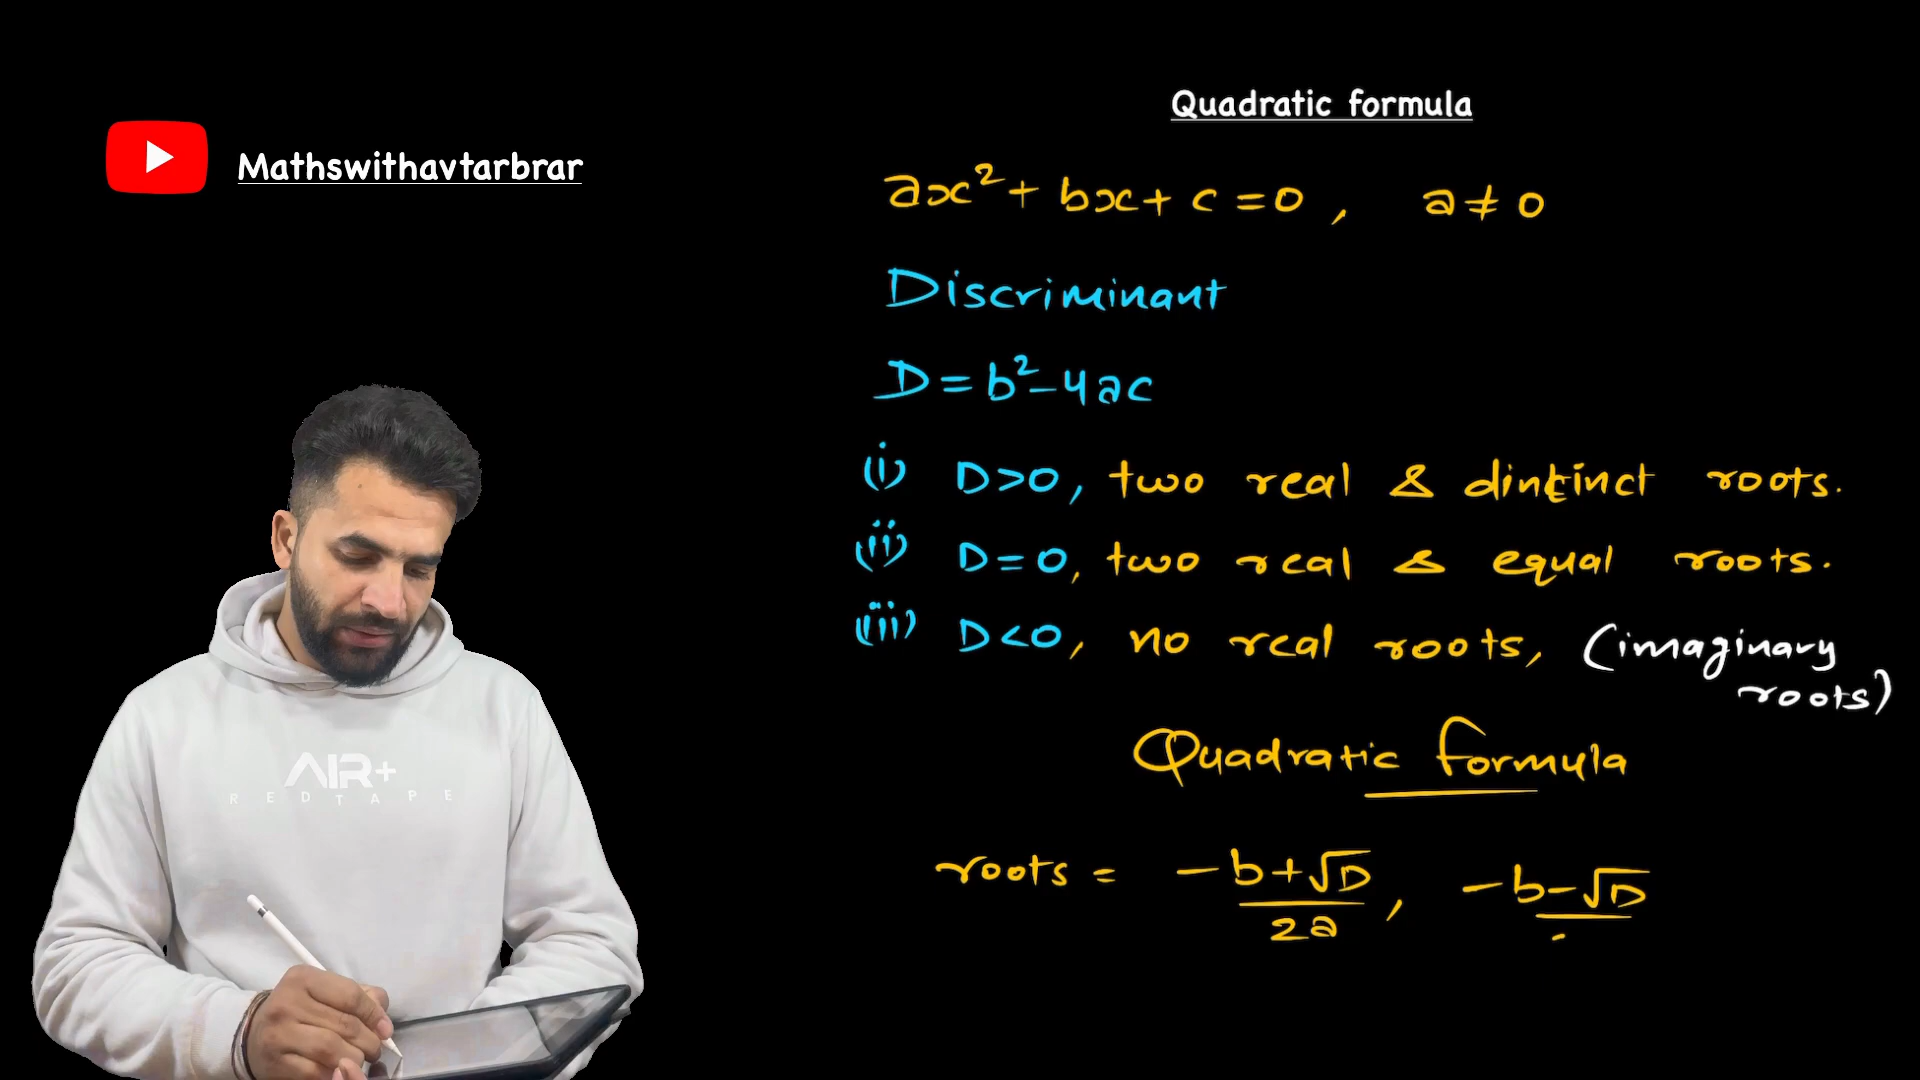 Mathswithavtarbrar
Quadratic formula
ax² + bx + c = 0 , a ≠ 0
Discriminant
D = b² - 4ac
(i) D>0, two real & dintinct roots.
(ii) D=0, two real & equal roots.
(iii) D<0, no real roots, (imaginary
roots)
Quadratic formula
roots = -b+√D/2a , -b-√D
AIR+
REDTAPE